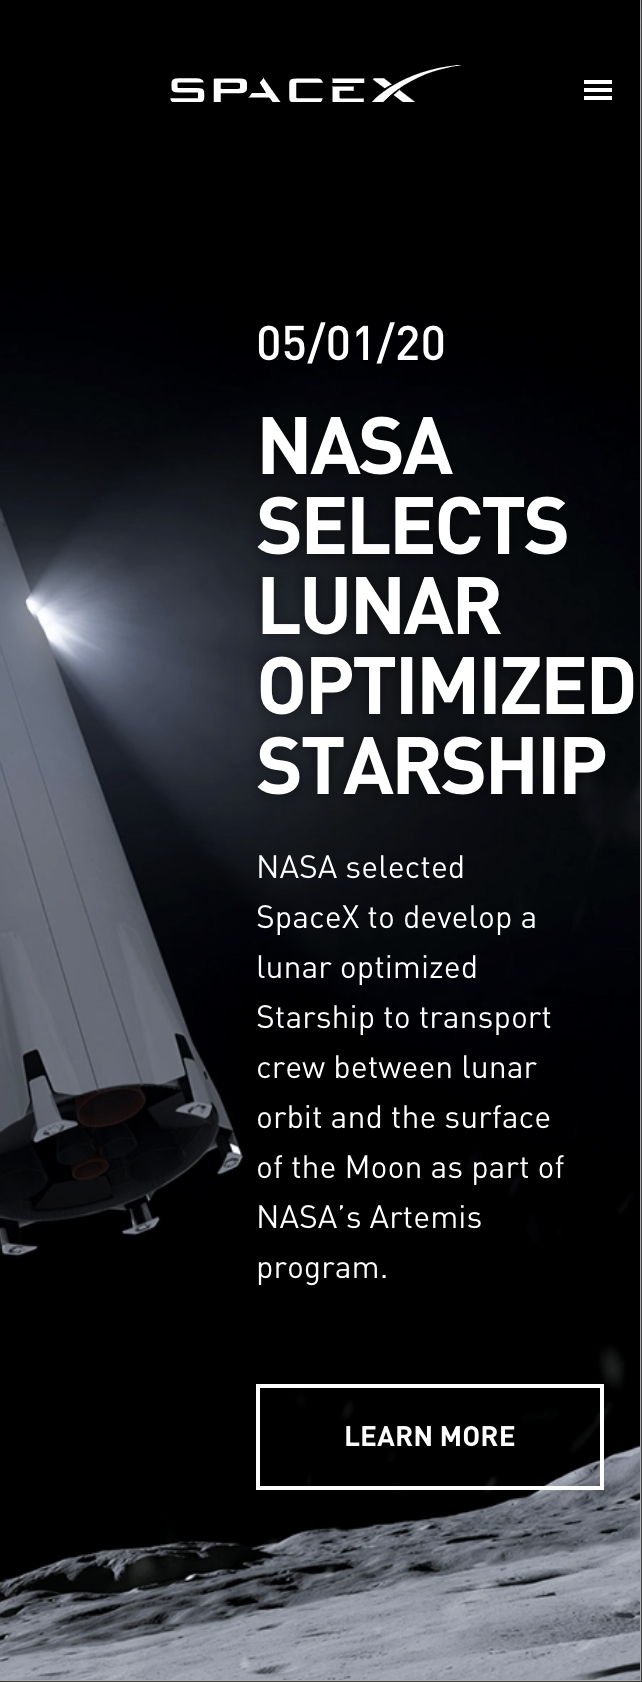 SPACEX
05/01/20
NASA
SELECTS
LUNAR
OPTIMIZED
STARSHIP
NASA selected
SpaceX to develop a
lunar optimized
Starship to transport
crew between lunar
orbit and the surface
of the Moon as part of
NASA’s Artemis
program.
LEARN MORE